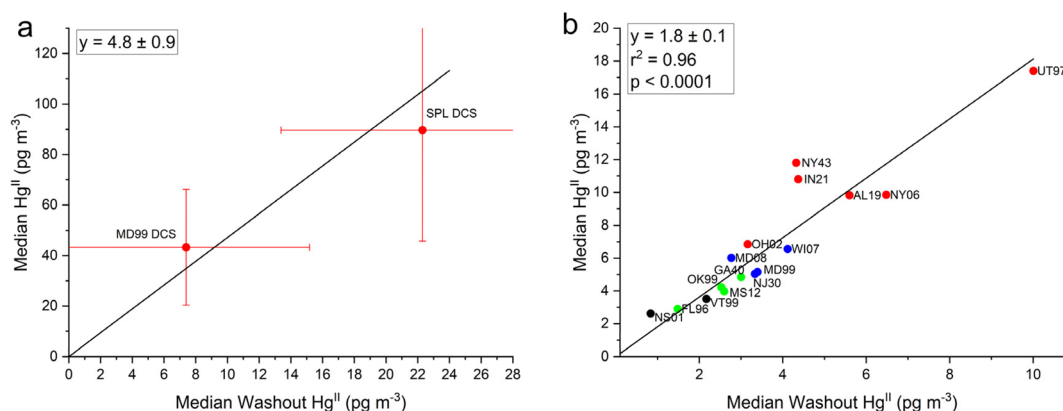 a
y = 4.8 ± 0.9
Median Hg^II (pg m^-3)
120
100
80
60
40
20
0
SPL DCS
MD99 DCS
0 2 4 6 8 10 12 14 16 18 20 22 24 26 28
Median Washout Hg^II (pg m^-3)
b
y = 1.8 ± 0.1
r^2 = 0.96
p < 0.0001
Median Hg^II (pg m^-3)
20
18
16
14
12
10
8
6
4
2
0
UT97
NY43
IN21
AL19
NY06
OH02
WI07
MD08
GA40
MD99
NJ30
OK99
MS12
VT99
FL96
NS01
2 4 6 8 10
Median Washout Hg^II (pg m^-3)